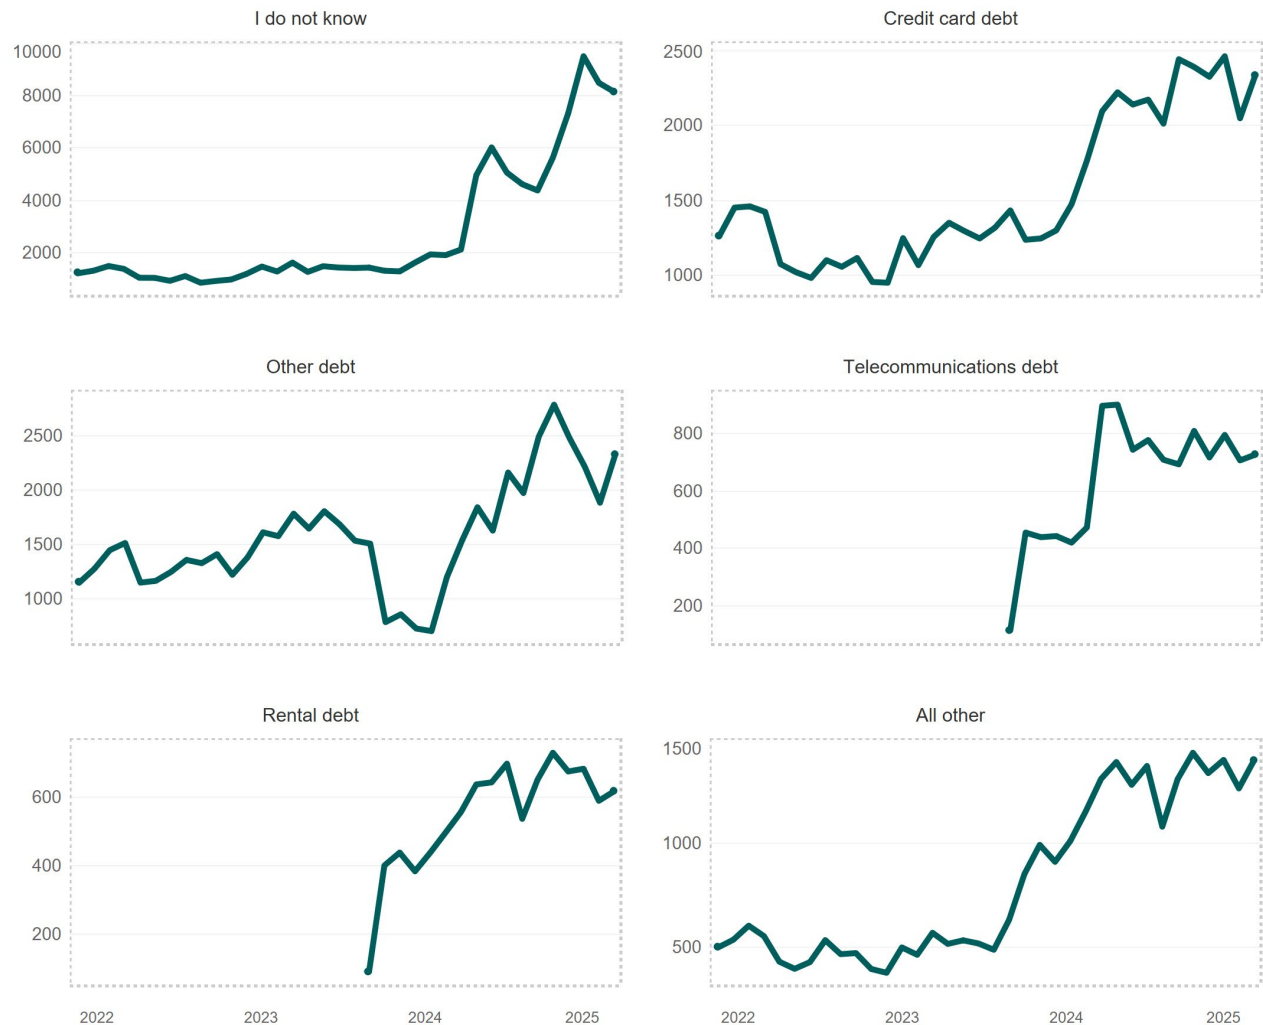 I do not know
10000
8000
6000
4000
2000
Credit card debt
2500
2000
1500
1000
Other debt
2500
2000
1500
1000
Telecommunications debt
800
600
400
200
Rental debt
600
400
200
2022 2023 2024 2025
All other
1500
1000
500
2022 2023 2024 2025